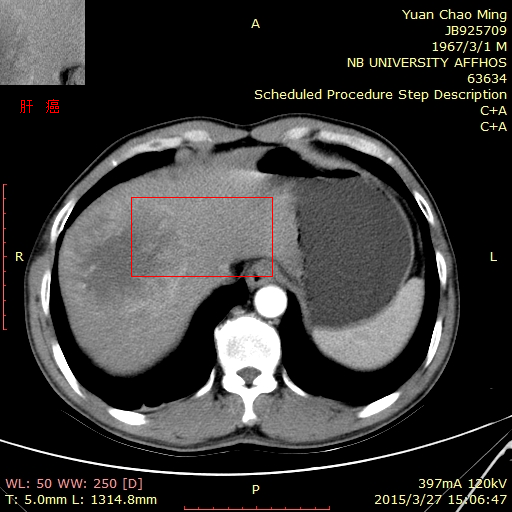 A
Yuan Chao Ming
JB925709
1967/3/1 M
NB UNIVERSITY AFFHOS
63634
Scheduled Procedure Step Description
C+A
C+A
肝 癌
R
L
WL: 50 WW: 250 [D]
T: 5.0mm L: 1314.8mm
P
397mA 120kV
2015/3/27 15:06:47